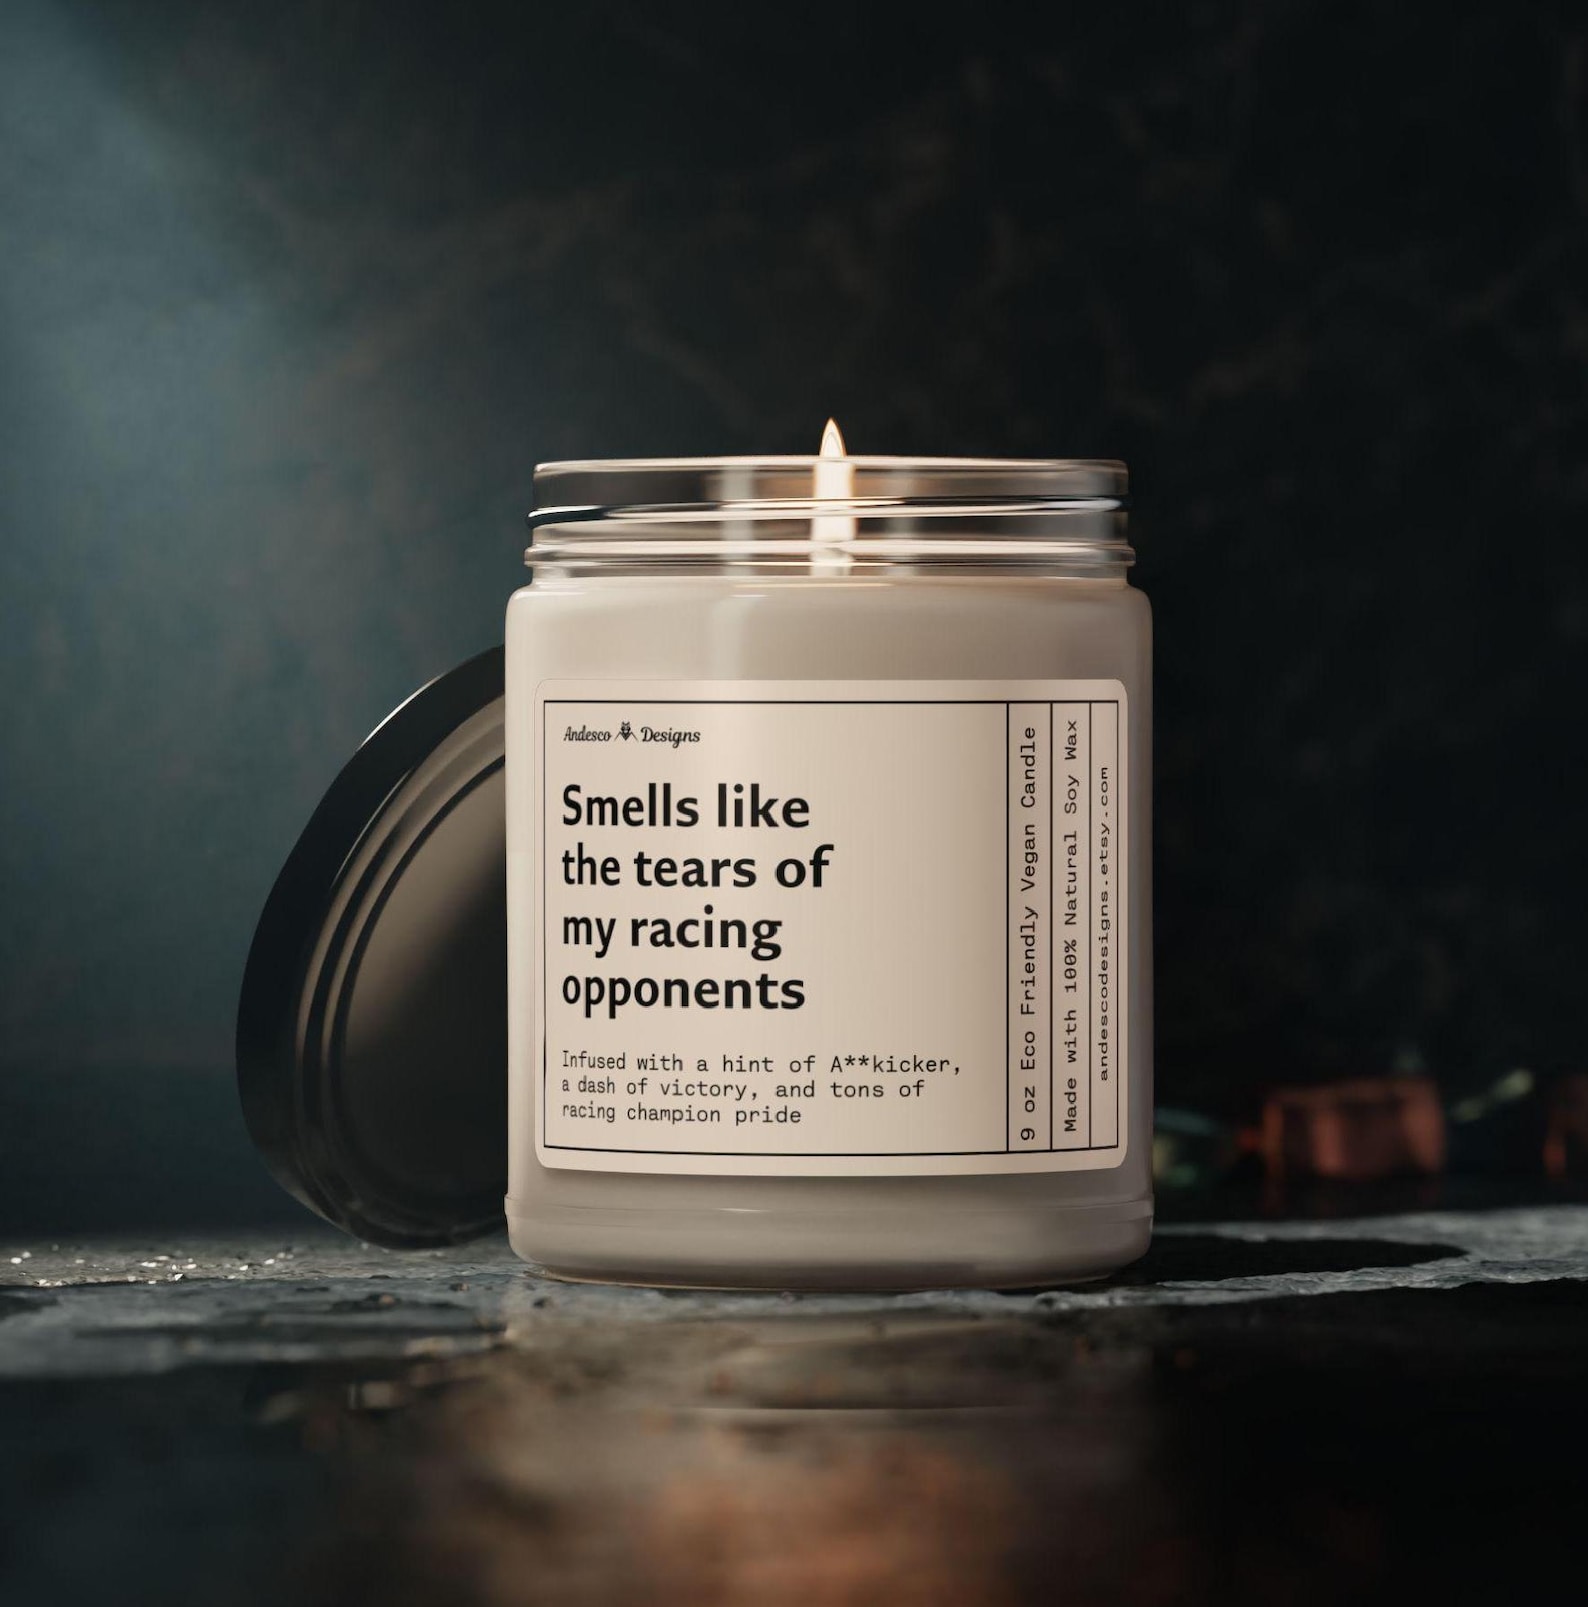 Andesco Designs
Smells like
the tears of
my racing
opponents
Infused with a hint of A**kicker,
a dash of victory, and tons of
racing champion pride
9 oz Eco Friendly Vegan Candle
Made with 100% Natural Soy Wax
andescodesigns.etsy.com